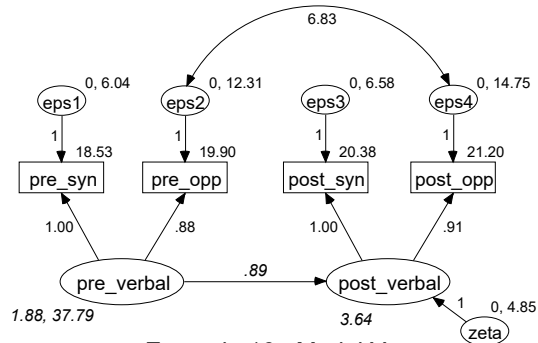 6.83
0, 6.04
0, 12.31
0, 6.58
0, 14.75
eps1
eps2
eps3
eps4
1
1
1
1
18.53
19.90
20.38
21.20
pre_syn
pre_opp
post_syn
post_opp
1.00
.88
1.00
.91
.89
pre_verbal
post_verbal
1.88, 37.79
3.64
1
0, 4.85
zeta